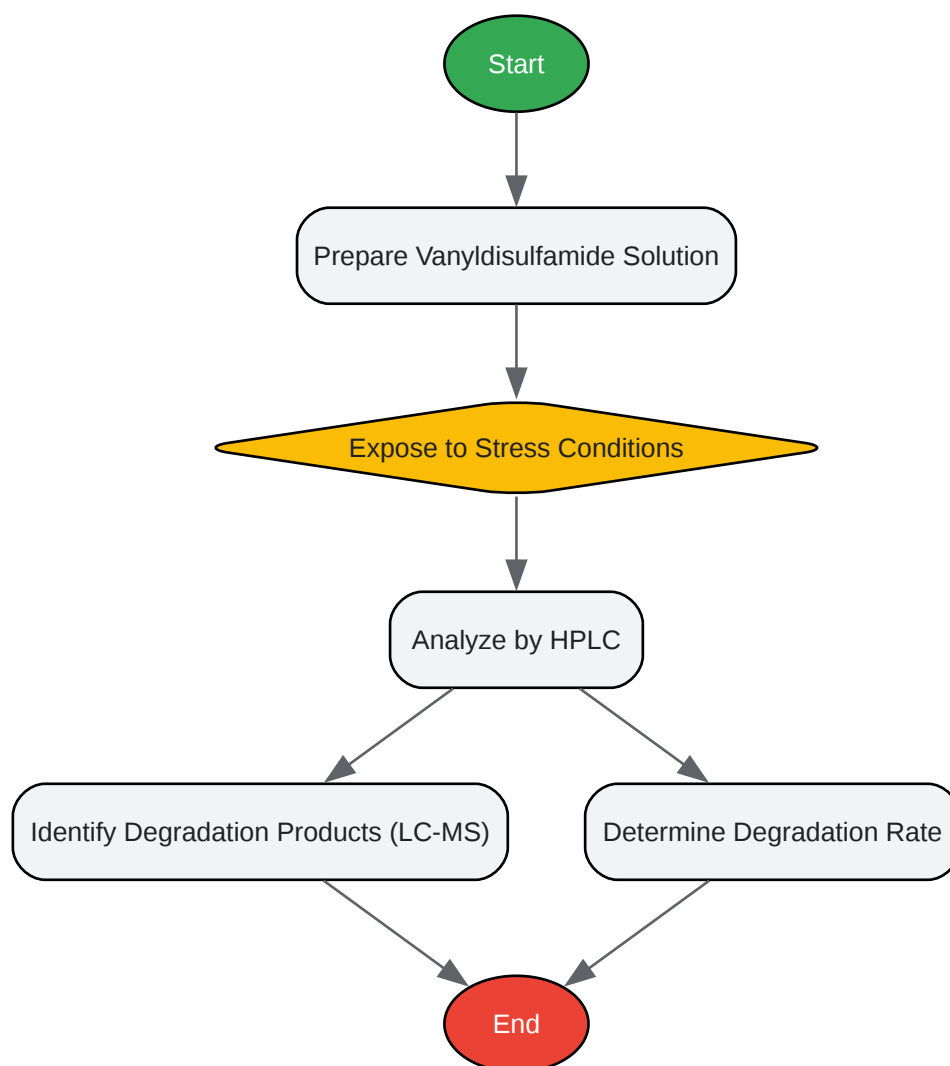 Start
Prepare Vanyldisulfamide Solution
Expose to Stress Conditions
Analyze by HPLC
Identify Degradation Products (LC-MS)
Determine Degradation Rate
End